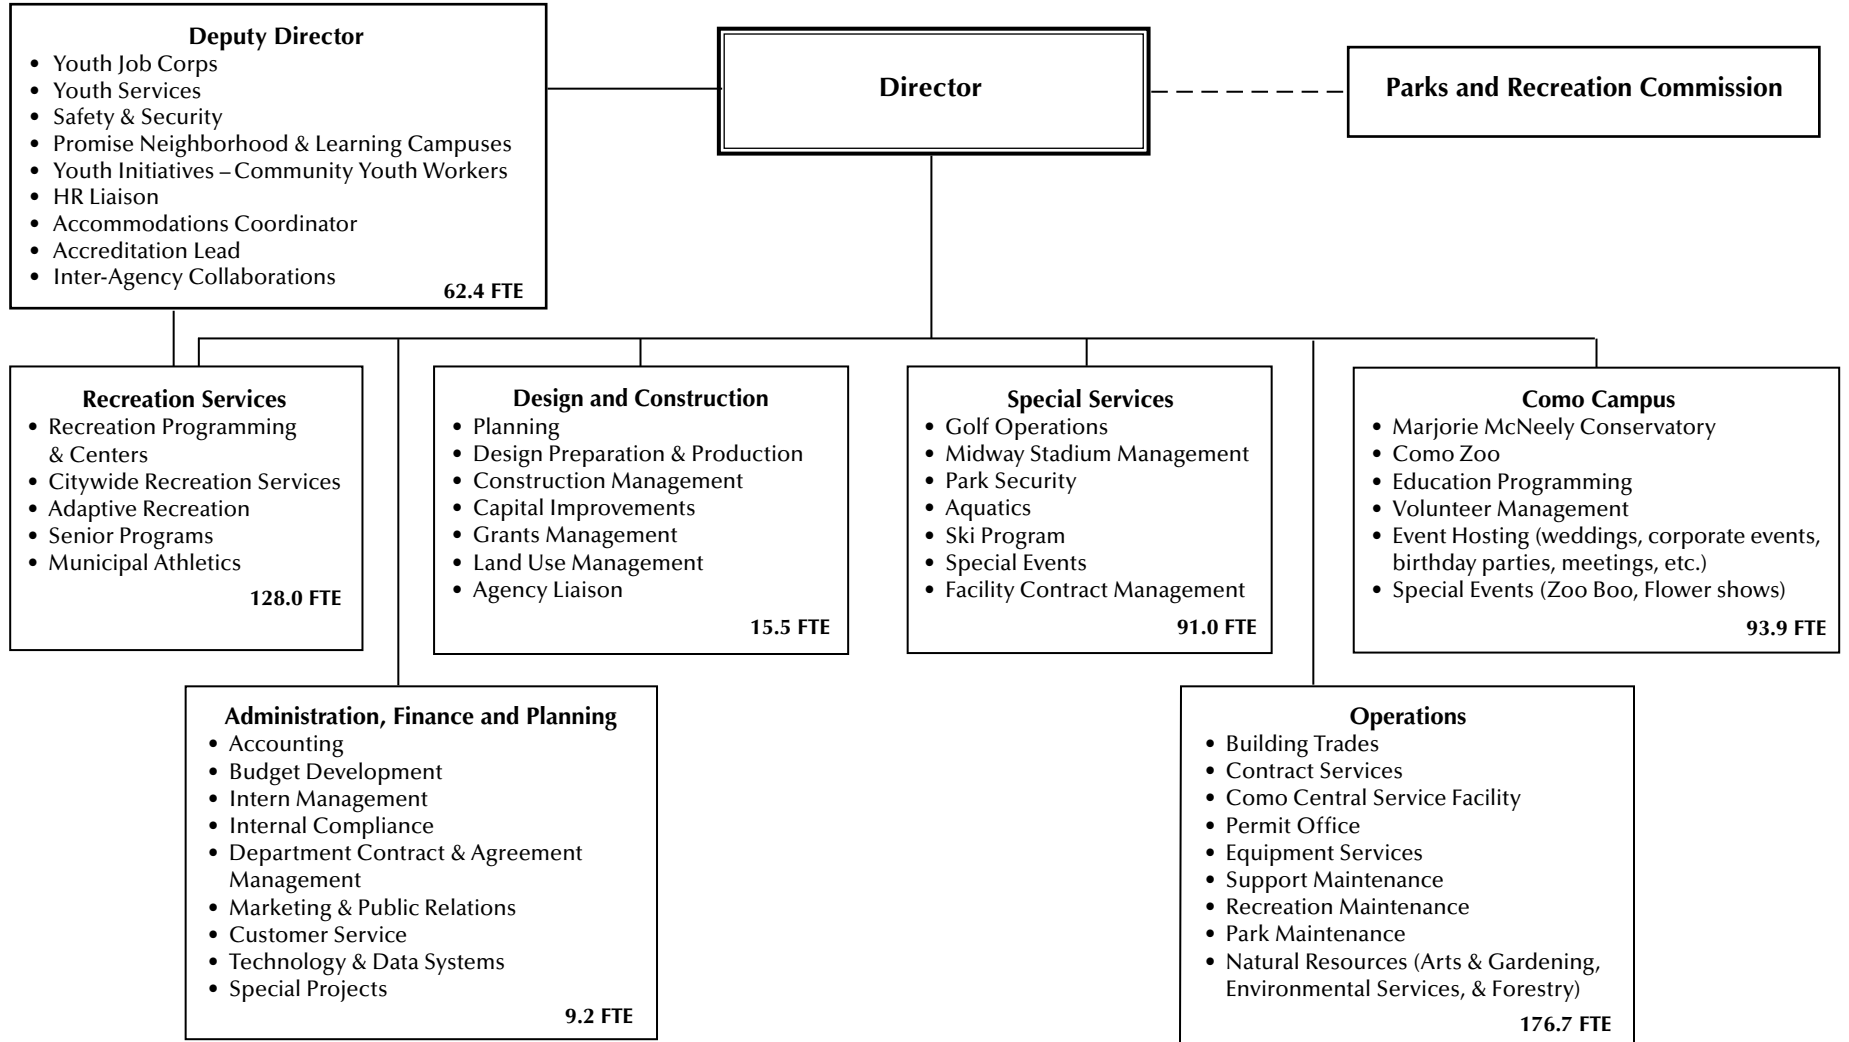 Deputy Director
• Youth Job Corps
• Youth Services
• Safety & Security
• Promise Neighborhood & Learning Campuses
• Youth Initiatives – Community Youth Workers
• HR Liaison
• Accommodations Coordinator
• Accreditation Lead
• Inter-Agency Collaborations
62.4 FTE
Director
Parks and Recreation Commission
Recreation Services
• Recreation Programming
& Centers
• Citywide Recreation Services
• Adaptive Recreation
• Senior Programs
• Municipal Athletics
128.0 FTE
Design and Construction
• Planning
• Design Preparation & Production
• Construction Management
• Capital Improvements
• Grants Management
• Land Use Management
• Agency Liaison
15.5 FTE
Special Services
• Golf Operations
• Midway Stadium Management
• Park Security
• Aquatics
• Ski Program
• Special Events
• Facility Contract Management
91.0 FTE
Como Campus
• Marjorie McNeely Conservatory
• Como Zoo
• Education Programming
• Volunteer Management
• Event Hosting (weddings, corporate events,
birthday parties, meetings, etc.)
• Special Events (Zoo Boo, Flower shows)
93.9 FTE
Administration, Finance and Planning
• Accounting
• Budget Development
• Intern Management
• Internal Compliance
• Department Contract & Agreement
Management
• Marketing & Public Relations
• Customer Service
• Technology & Data Systems
• Special Projects
9.2 FTE
Operations
• Building Trades
• Contract Services
• Como Central Service Facility
• Permit Office
• Equipment Services
• Support Maintenance
• Recreation Maintenance
• Park Maintenance
• Natural Resources (Arts & Gardening,
Environmental Services, & Forestry)
176.7 FTE